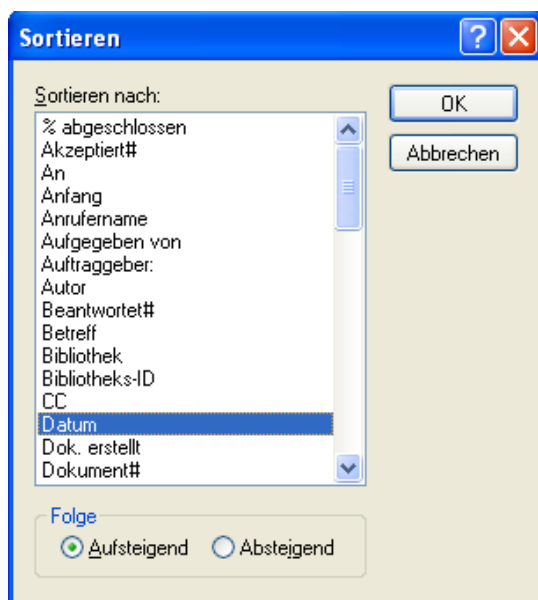 Sortieren
Sortieren nach:
% abgeschlossen
Akzeptiert#
An
Anfang
Anrufername
Aufgegeben von
Auftraggeber:
Autor
Beantwortet#
Betreff
Bibliothek
Bibliotheks-ID
CC
Datum
Dok. erstellt
Dokument#
OK
Abbrechen
Folge
Aufsteigend Absteigend